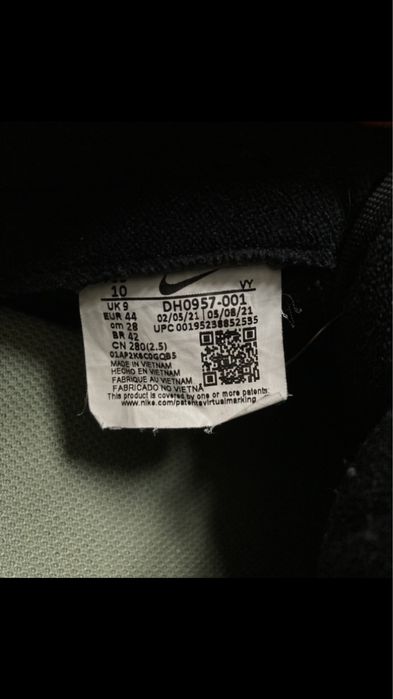 10 VY
UK 9 DH0957-001
EUR 44 02/05/21 05/08/21
cm 28 UPC 00195238852535
BR 42
CN 280(2.5)
MADE IN VIETNAM
HECHO EN VIETNAM
FABRIQUE AU VIETNAM
FABRICADO NO VIETNÃ
This product is covered by one or more patents:
www.nike.com/patentsvirtualmarking